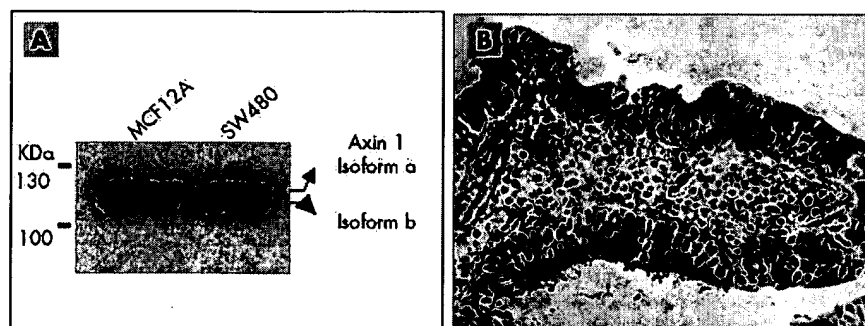 A
B
MCF12A
SW480
KDa
130
100
Axin 1
Isoform a
Isoform b